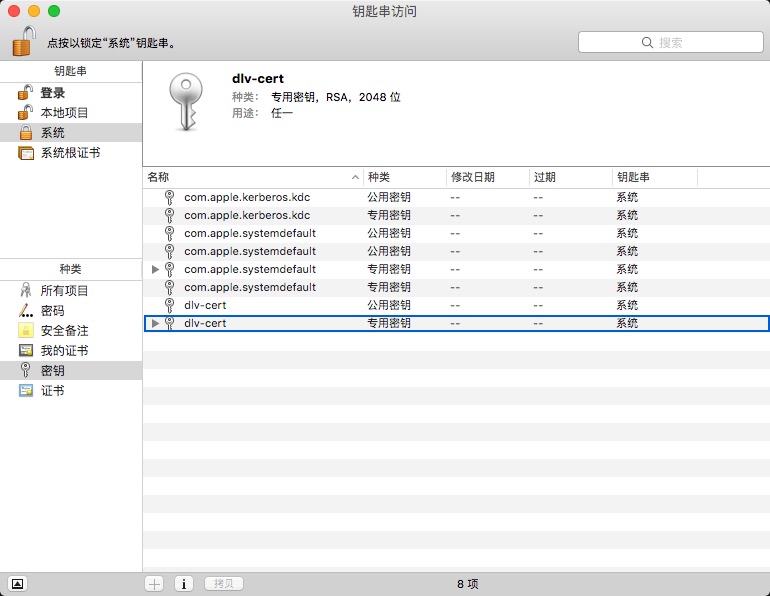 钥匙串访问
点按以锁定“系统”钥匙串。
搜索
钥匙串
登录
本地项目
系统
系统根证书
种类
所有项目
密码
安全备注
我的证书
密钥
证书
dlv-cert
种类： 专用密钥，RSA，2048 位
用途： 任一
名称 种类 修改日期 过期 钥匙串
com.apple.kerberos.kdc 公用密钥 -- -- 系统
com.apple.kerberos.kdc 专用密钥 -- -- 系统
com.apple.systemdefault 公用密钥 -- -- 系统
com.apple.systemdefault 公用密钥 -- -- 系统
com.apple.systemdefault 专用密钥 -- -- 系统
com.apple.systemdefault 专用密钥 -- -- 系统
dlv-cert 公用密钥 -- -- 系统
dlv-cert 专用密钥 -- -- 系统
拷贝
8 项